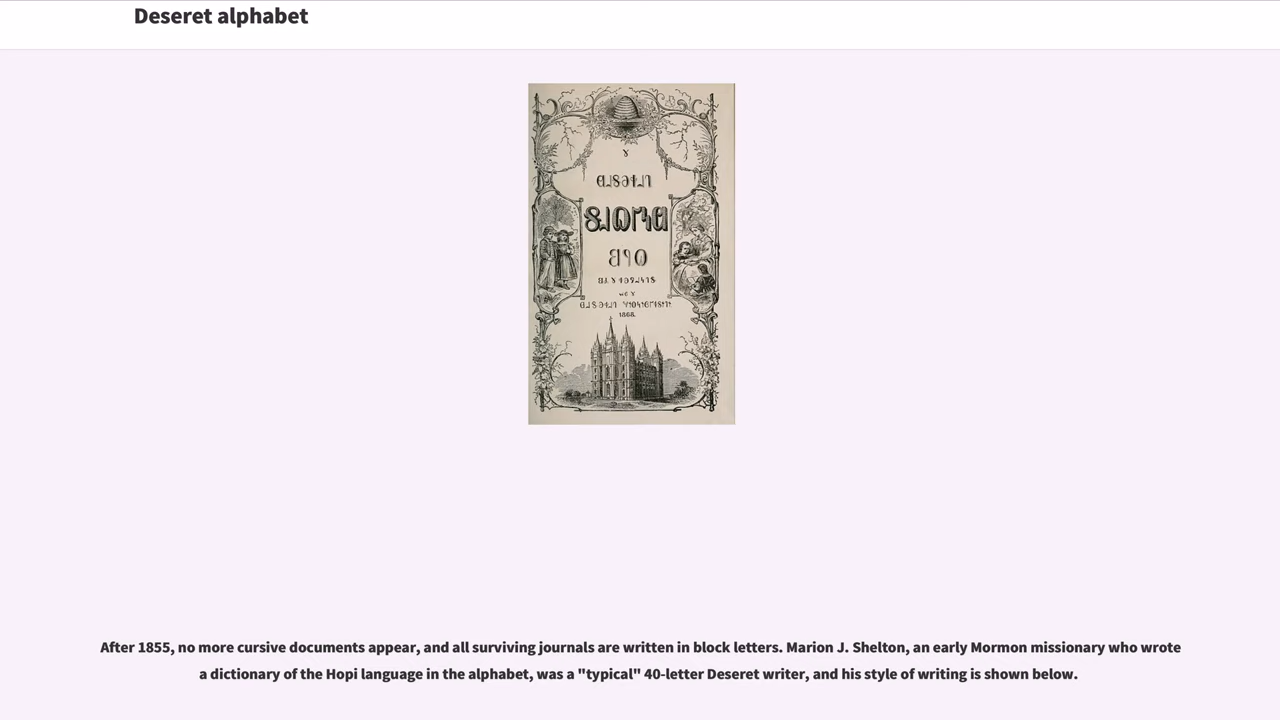 Deseret alphabet
𐐜
𐐔𐐇𐐝𐐀𐐡𐐇𐐓
𐐒𐐋𐐗
1868.
After 1855, no more cursive documents appear, and all surviving journals are written in block letters. Marion J. Shelton, an early Mormon missionary who wrote
a dictionary of the Hopi language in the alphabet, was a "typical" 40-letter Deseret writer, and his style of writing is shown below.